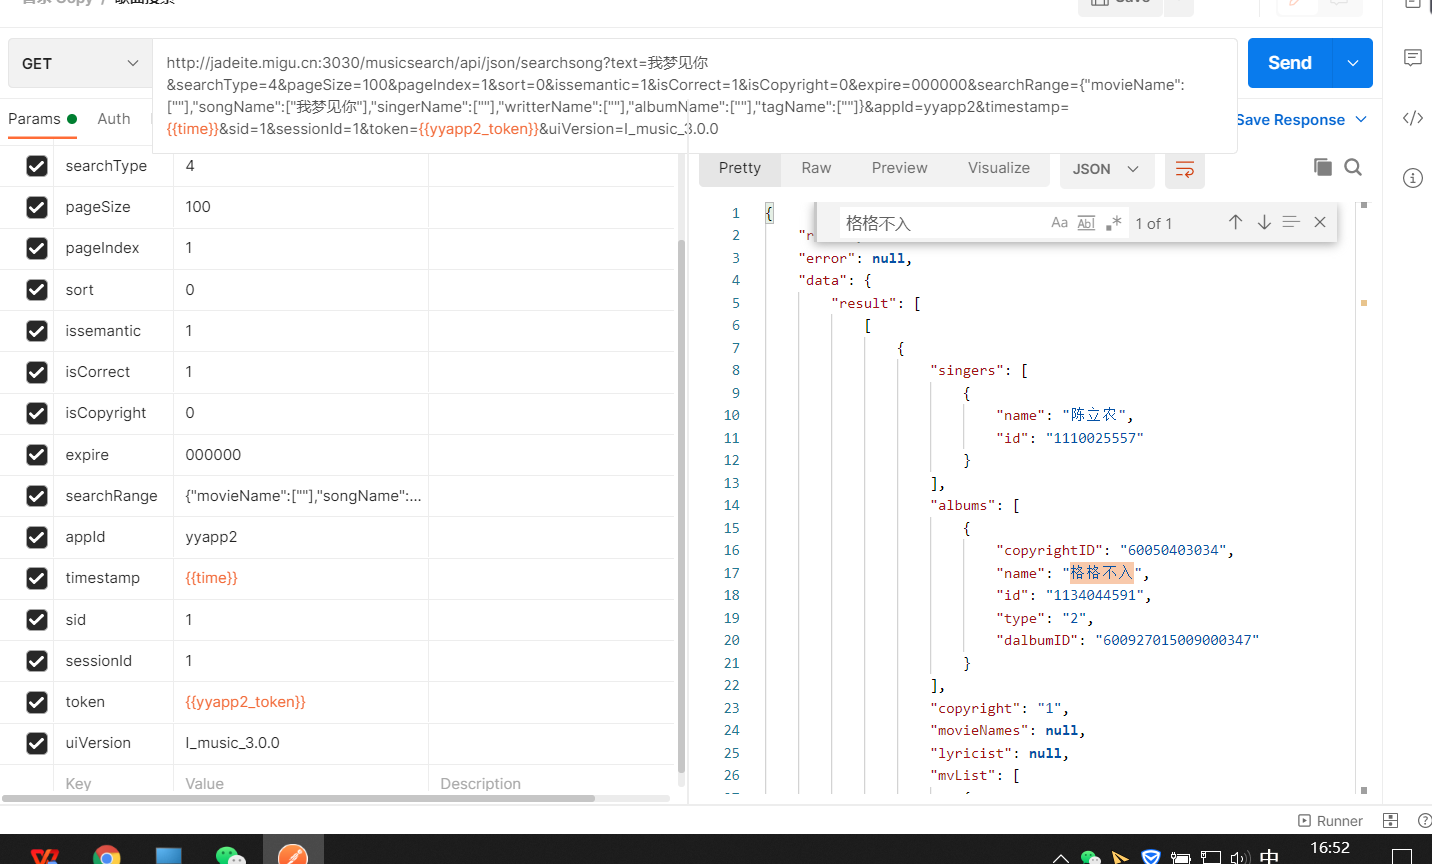 Save
GET
http://jadeite.migu.cn:3030/musicsearch/api/json/searchsong?text=我梦见你
&searchType=4&pageSize=100&pageIndex=1&sort=0&issemantic=1&isCorrect=1&isCopyright=0&expire=000000&searchRange={"movieName":
[""],"songName":["我梦见你"],"singerName":[""],"writterName":[""],"albumName":[""],"tagName":[""]}&appId=yyapp2&timestamp=
{{time}}&sid=1&sessionId=1&token={{yyapp2_token}}&uiVersion=I_music_3.0.0
Send
Params
Auth
Save Response
searchType 4
pageSize 100
pageIndex 1
sort 0
issemantic 1
isCorrect 1
isCopyright 0
expire 000000
searchRange {"movieName":[""],"songName":...
appId yyapp2
timestamp {{time}}
sid 1
sessionId 1
token {{yyapp2_token}}
uiVersion I_music_3.0.0
Key Value Description
Pretty Raw Preview Visualize JSON
格格不入 Aa Abl .* 1 of 1
1 {
2
3 "error": null,
4 "data": {
5 "result": [
6 [
7 {
8 "singers": [
9 {
10 "name": "陈立农",
11 "id": "1110025557"
12 }
13 ],
14 "albums": [
15 {
16 "copyrightID": "60050403034",
17 "name": "格格不入",
18 "id": "1134044591",
19 "type": "2",
20 "dalbumID": "600927015009000347"
21 }
22 ],
23 "copyright": "1",
24 "movieNames": null,
25 "lyricist": null,
26 "mvList": [
Runner
中
16:52